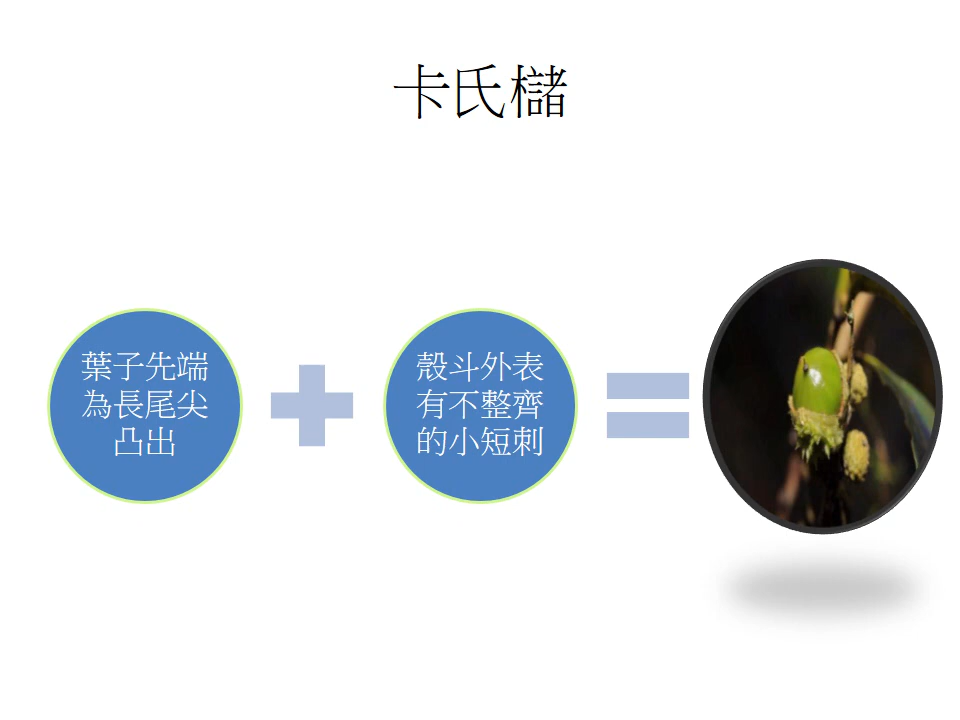 卡氏櫧
葉子先端
為長尾尖
凸出
殼斗外表
有不整齊
的小短刺